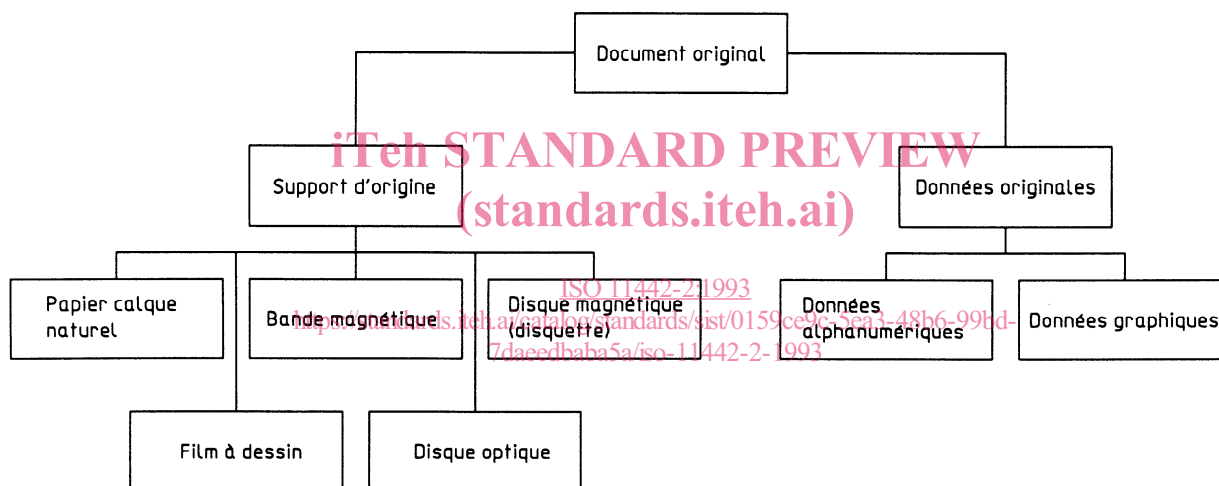 Document original
iTeh STANDARD PREVIEW
Support d'origine
Données originales
(standards.iteh.ai)
ISO 11442-2:1993
Papier calque
naturel
Bande magnétique
Disque magnétique
(disquette)
Données
alphanumériques
Données graphiques
https://standards.iteh.ai/catalog/standards/sist/0159ce9c-5ea3-48b6-99bd-
7daeedbaba5a/iso-11442-2-1993
Film à dessin
Disque optique